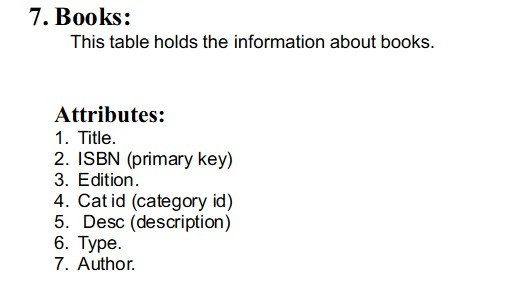 7. Books:
This table holds the information about books.
Attributes:
1. Title.
2. ISBN (primary key)
3. Edition.
4. Cat id (category id)
5. Desc (description)
6. Type.
7. Author.